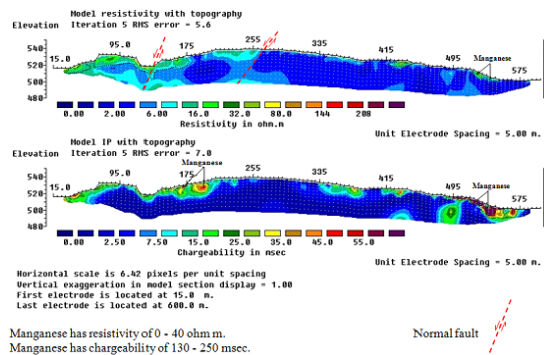 Model resistivity with topography
Iteration 5 RMS error = 5.6
Elevation
540
520
500
480
15.0
95.0
175
255
335
415
495
575
Manganese
0.00 2.00 6.00 16.0 32.0 80.0 144 208
Resistivity in ohm.m
Unit Electrode Spacing = 5.00 m.
Model IP with topography
Iteration 5 RMS error = 7.0
Elevation
Manganese
540
520
500
480
15.0
95.0
175
255
335
415
495
575
Manganese
0.00 2.50 7.50 15.0 25.0 35.0 45.0 55.0
Chargeability in msec
Unit Electrode Spacing = 5.00 m.
Horizontal scale is 6.42 pixels per unit spacing
Vertical exaggeration in model section display = 1.00
First electrode is located at 15.0 m.
Last electrode is located at 600.0 m.
Manganese has resistivity of 0 - 40 ohm m.
Normal fault
Manganese has chargeability of 130 - 250 msec.